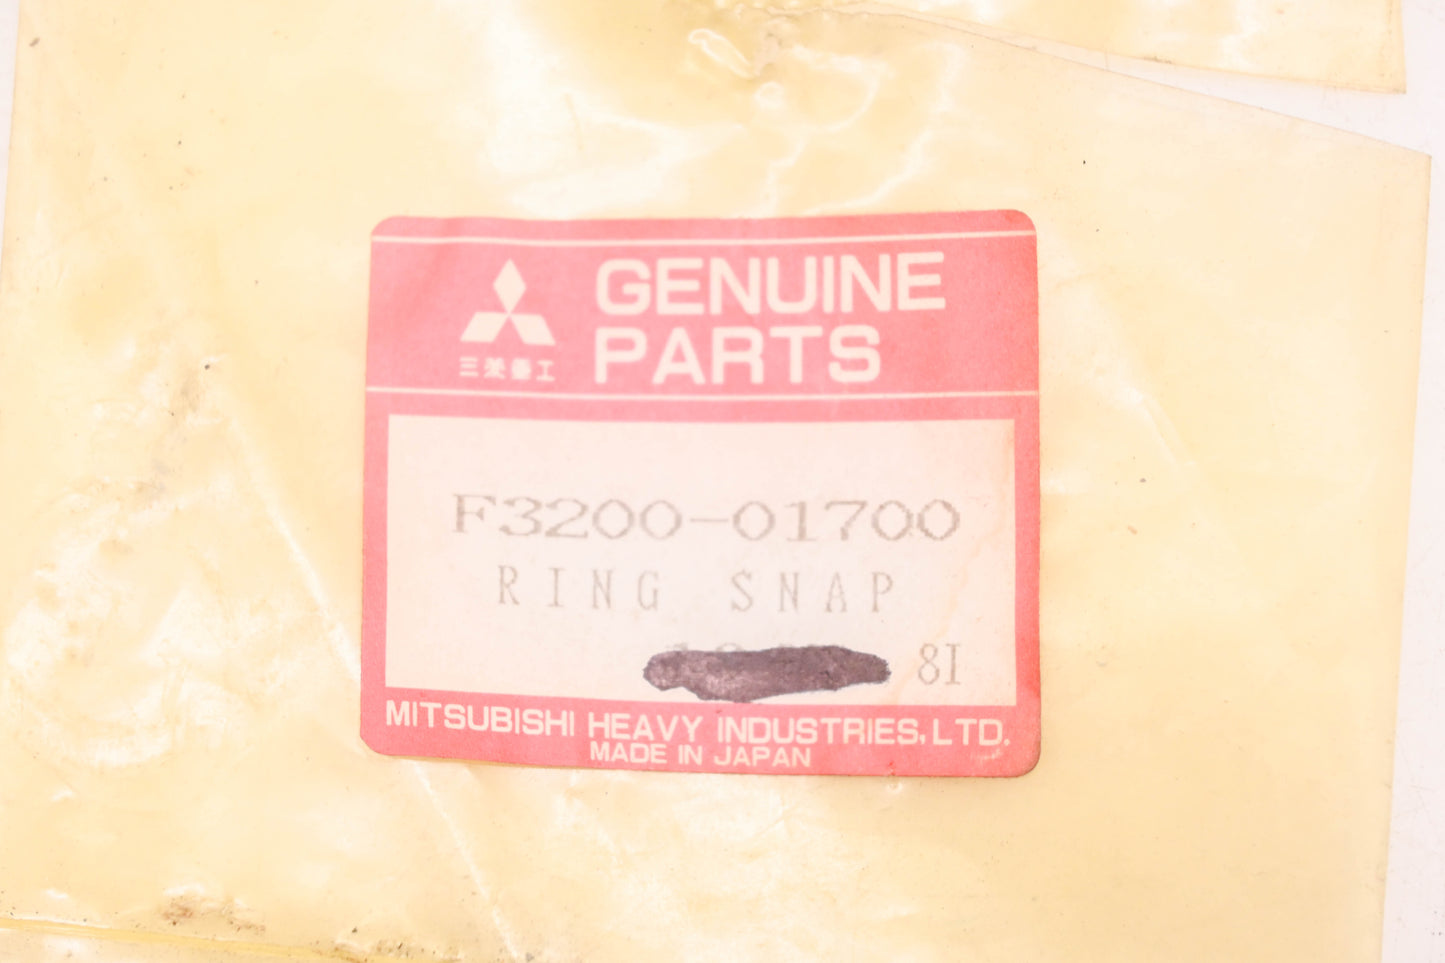 GENUINE
PARTS
三菱重工
F3200-01700
RING SNAP
8I
MITSUBISHI HEAVY INDUSTRIES, LTD.
MADE IN JAPAN